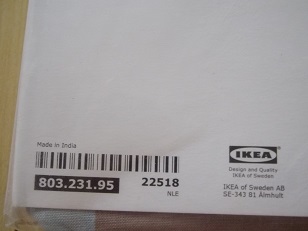 Made in India
803.231.95 22518
NLE
IKEA
Design and Quality
IKEA of Sweden
IKEA of Sweden AB
SE-343 81 Älmhult